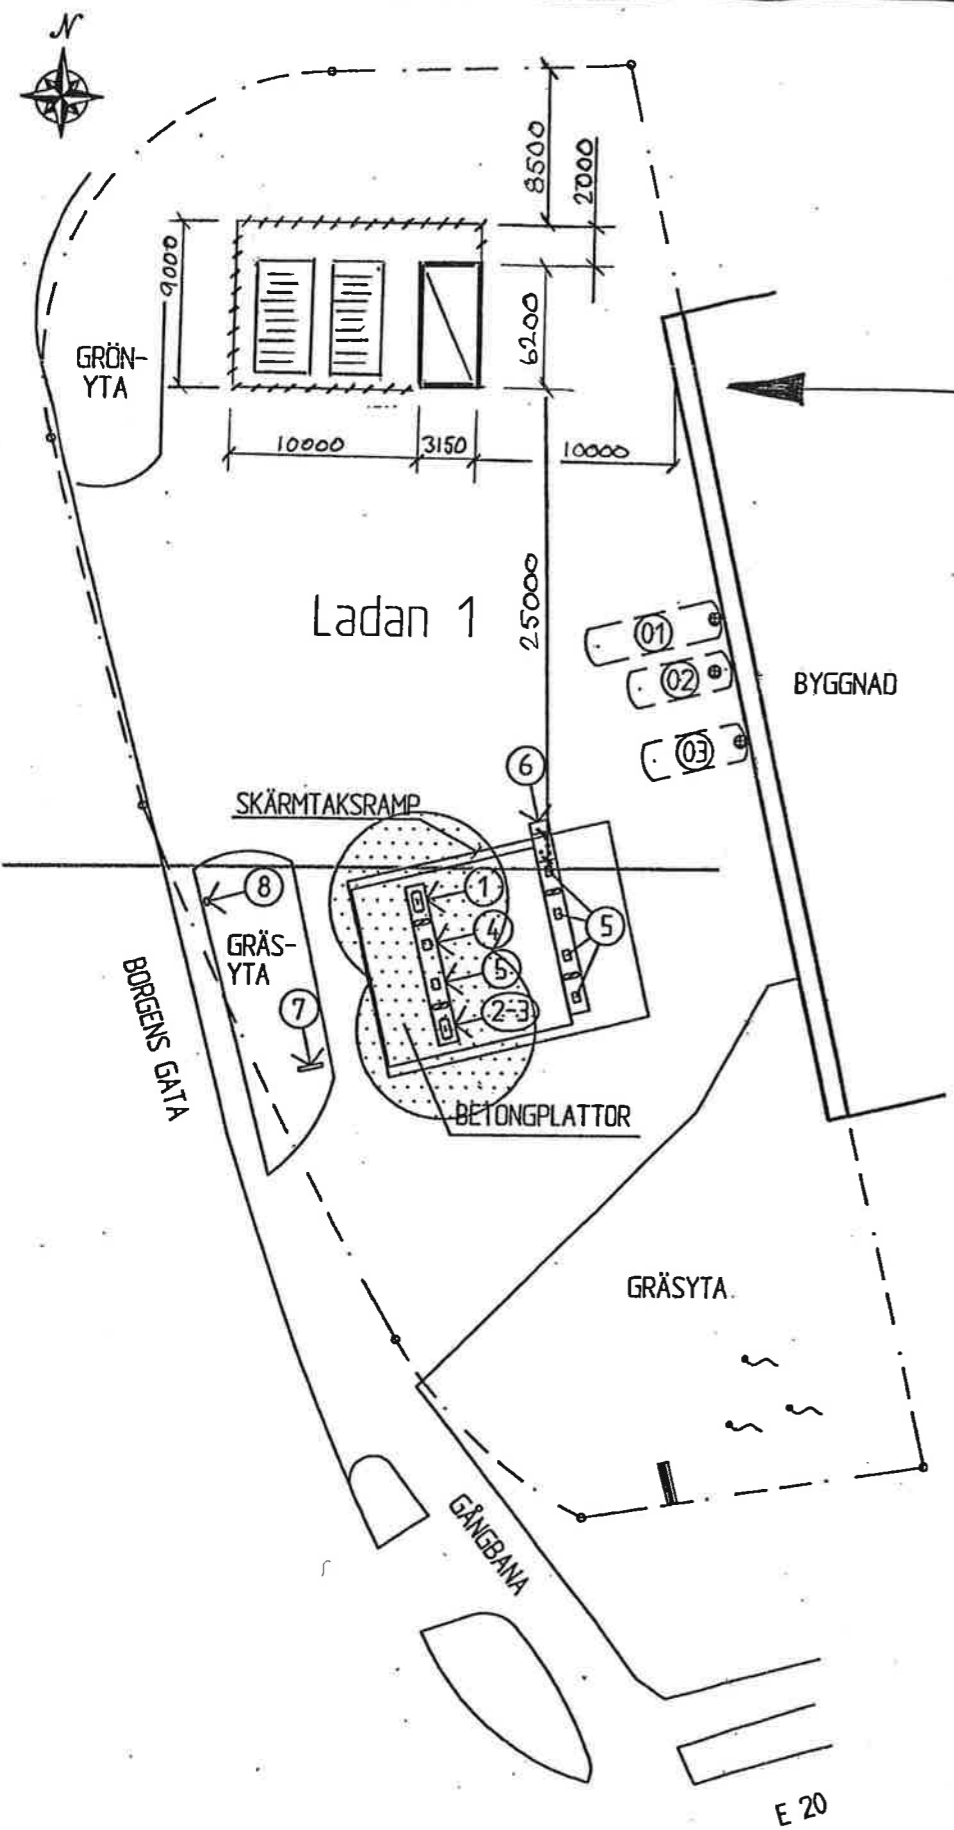 N
8500
2000
9000
6200
GRÖN-
YTA
10000
3150
10000
25000
Ladan 1
01
02
03
BYGGNAD
6
SKÄRMTAKSRAMP
8
1
4
5
5
2-3
GRÄS-
YTA
7
BORGENS GATA
BETONGPLATTOR
GRÄSYTA
GÅNGBANA
E 20